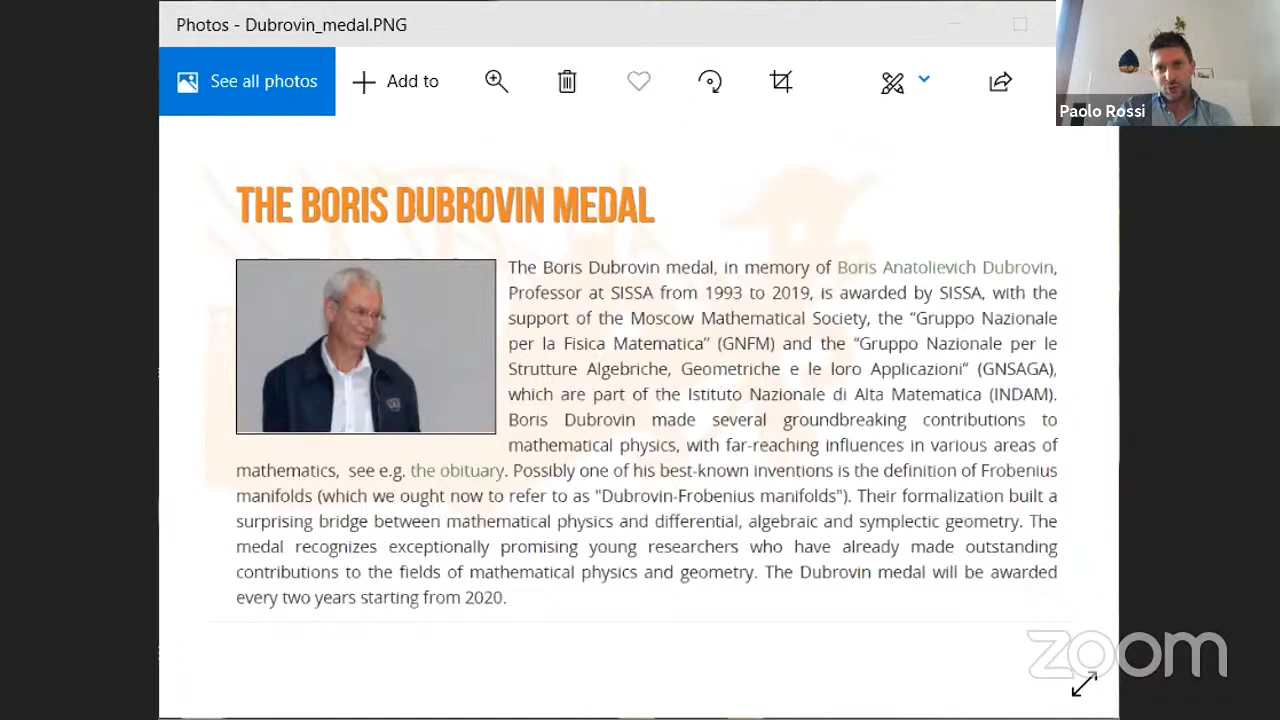 Photos - Dubrovin_medal.PNG
See all photos
Add to
Paolo Rossi
THE BORIS DUBROVIN MEDAL
The Boris Dubrovin medal, in memory of Boris Anatolievich Dubrovin,
Professor at SISSA from 1993 to 2019, is awarded by SISSA, with the
support of the Moscow Mathematical Society, the “Gruppo Nazionale
per la Fisica Matematica” (GNFM) and the “Gruppo Nazionale per le
Strutture Algebriche, Geometriche e le loro Applicazioni” (GNSAGA),
which are part of the Istituto Nazionale di Alta Matematica (INDAM).
Boris Dubrovin made several groundbreaking contributions to
mathematical physics, with far-reaching influences in various areas of
mathematics, see e.g. the obituary. Possibly one of his best-known inventions is the definition of Frobenius
manifolds (which we ought now to refer to as "Dubrovin-Frobenius manifolds"). Their formalization built a
surprising bridge between mathematical physics and differential, algebraic and symplectic geometry. The
medal recognizes exceptionally promising young researchers who have already made outstanding
contributions to the fields of mathematical physics and geometry. The Dubrovin medal will be awarded
every two years starting from 2020.
zoom